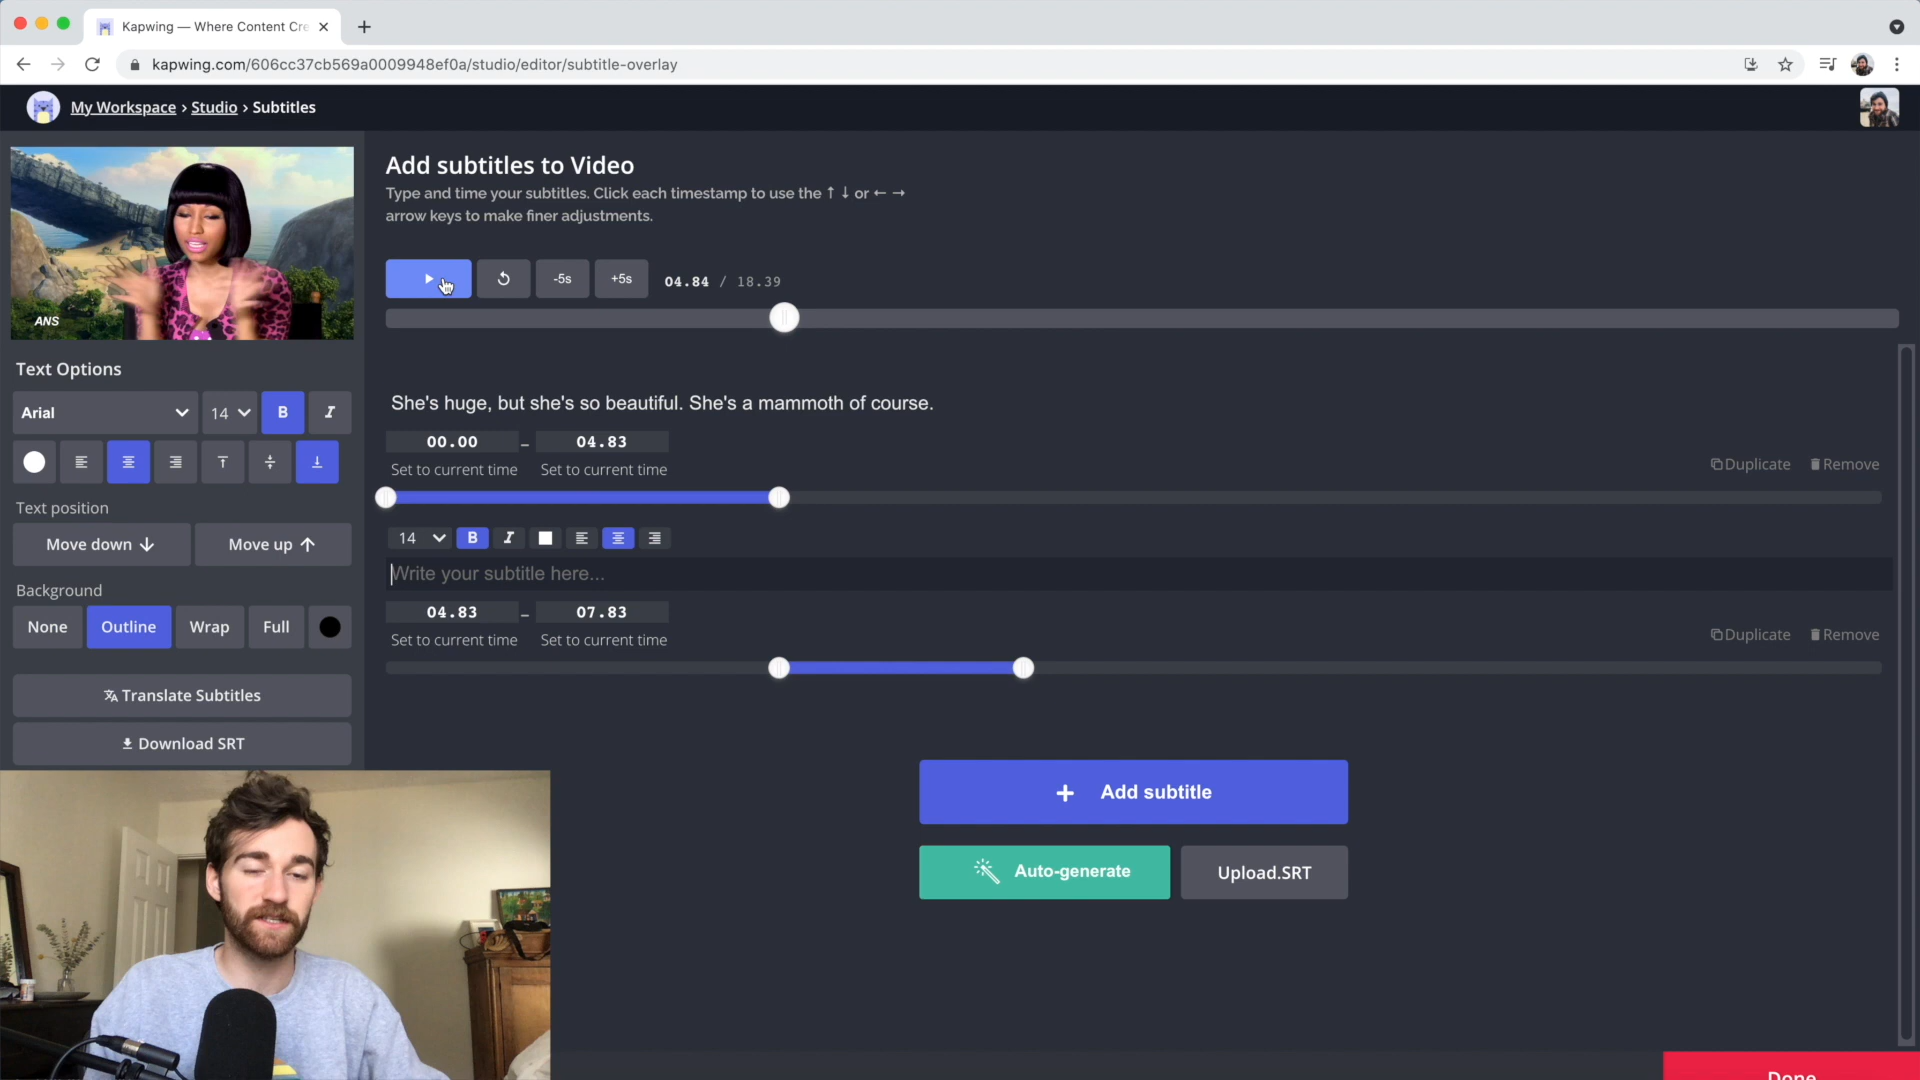 Kapwing — Where Content Cre
kapwing.com/606cc37cb569a0009948ef0a/studio/editor/subtitle-overlay
My Workspace › Studio › Subtitles
ANS
Text Options
Arial
14
B
I
Text position
Move down ↓
Move up ↑
Background
None
Outline
Wrap
Full
Translate Subtitles
Download SRT
Add subtitles to Video
Type and time your subtitles. Click each timestamp to use the ↑ ↓ or ← →
arrow keys to make finer adjustments.
-5s
+5s
04.84 / 18.39
She's huge, but she's so beautiful. She's a mammoth of course.
00.00 – 04.83
Set to current time
Set to current time
Duplicate
Remove
14
B
I
Write your subtitle here...
04.83 – 07.83
Set to current time
Set to current time
Duplicate
Remove
+ Add subtitle
Auto-generate
Upload.SRT
Done